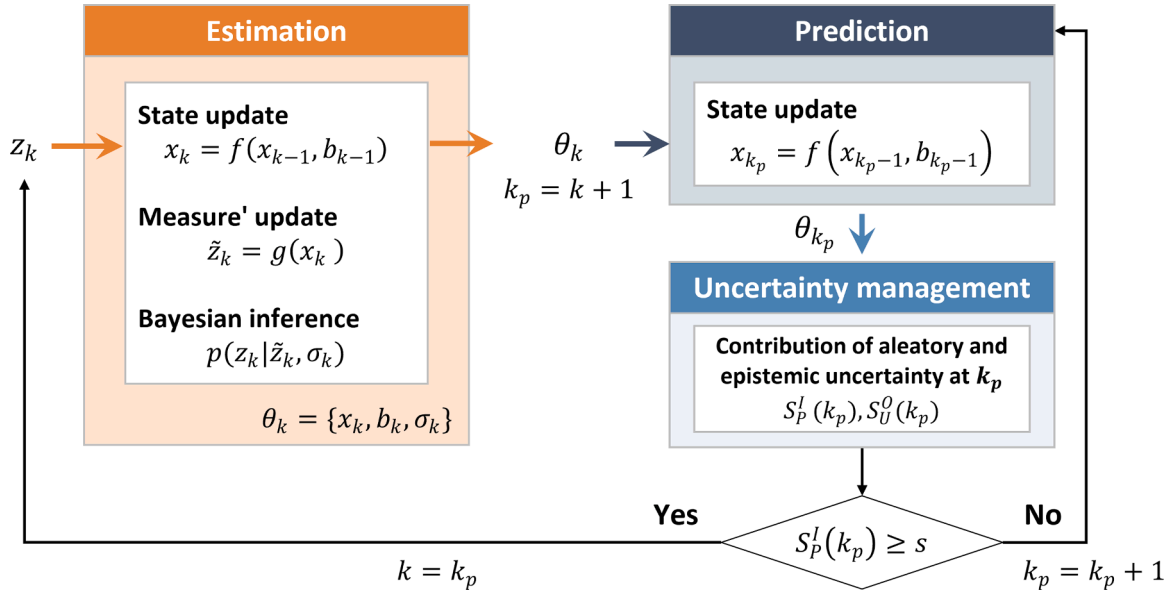 Estimation
State update
x_k = f(x_{k−1}, b_{k−1})
Measure' update
z̃_k = g(x_k)
Bayesian inference
p(z_k|z̃_k, σ_k)
θ_k = {x_k, b_k, σ_k}
z_k
θ_k
k_p = k + 1
Prediction
State update
x_{k_p} = f(x_{k_p−1}, b_{k_p−1})
θ_{k_p}
Uncertainty management
Contribution of aleatory and
epistemic uncertainty at k_p
S_P^I(k_p), S_U^O(k_p)
S_P^I(k_p) ≥ s
Yes
k = k_p
No
k_p = k_p + 1